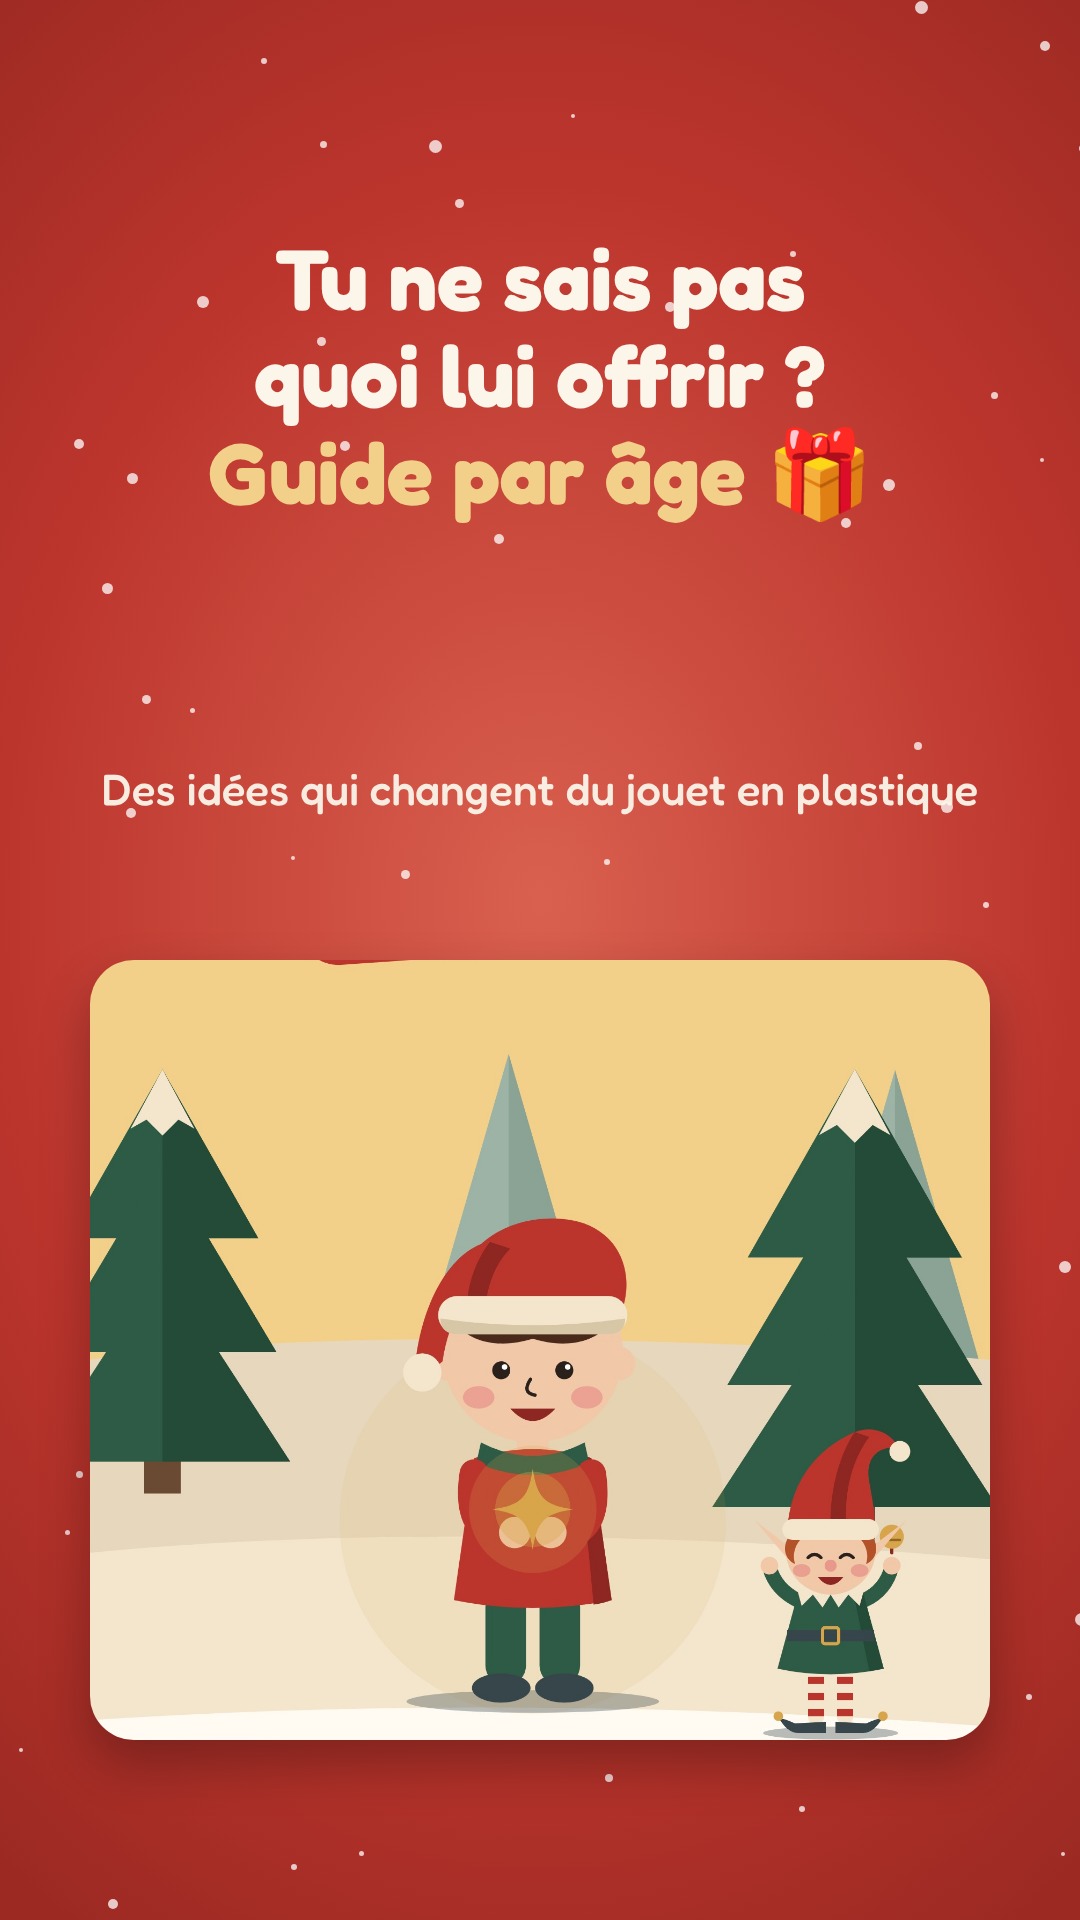 Tu ne sais pas
quoi lui offrir ?
Guide par âge 🎁
Des idées qui changent du jouet en plastique